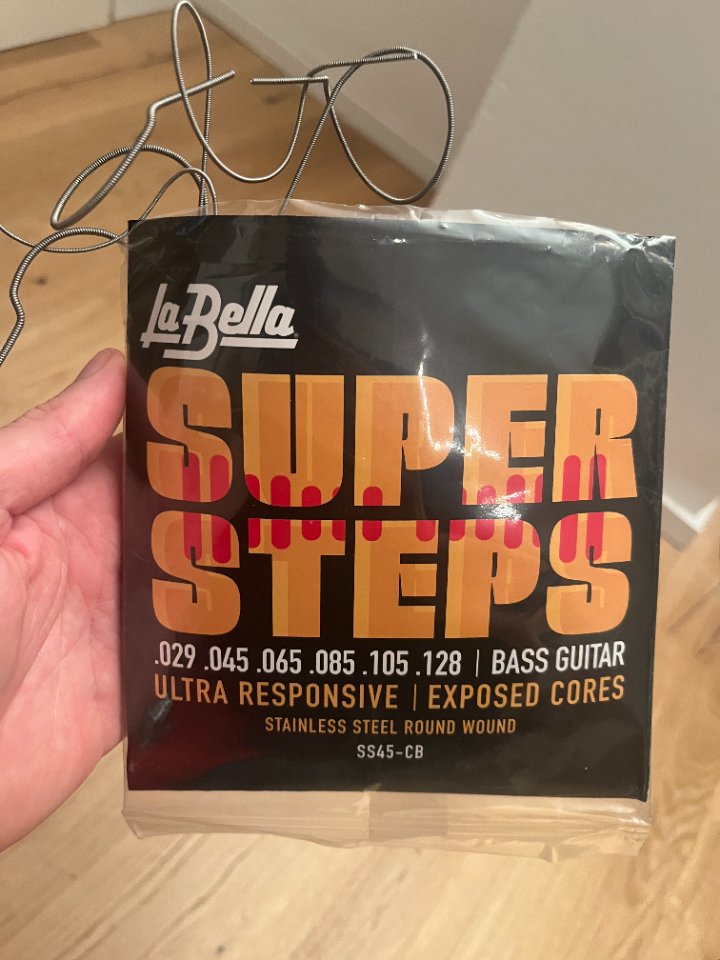 La Bella
SUPER
STEPS
.029 .045 .065 .085 .105 .128 | BASS GUITAR
ULTRA RESPONSIVE | EXPOSED CORES
STAINLESS STEEL ROUND WOUND
SS45-CB